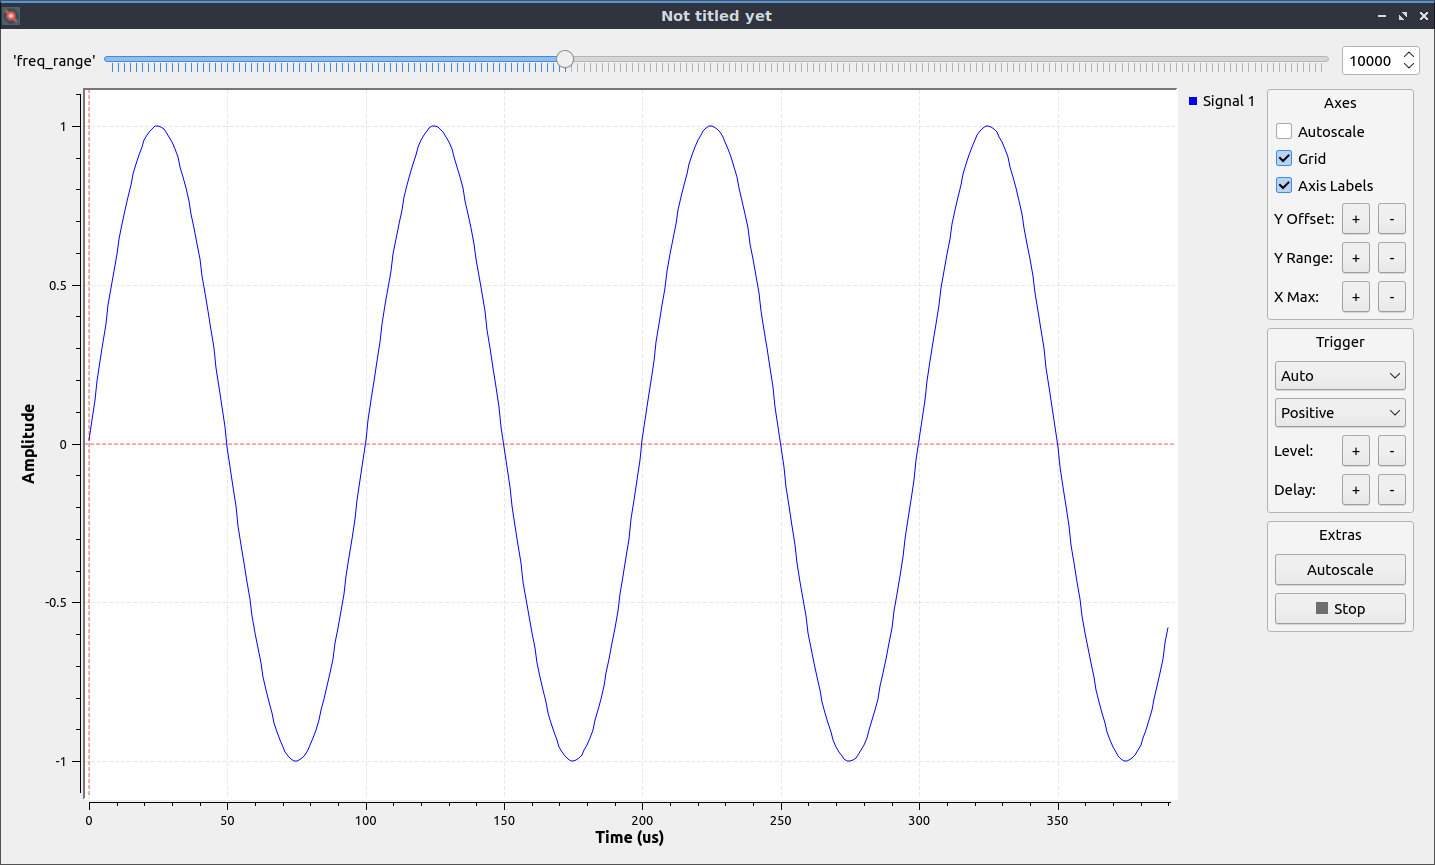 Not titled yet
'freq_range'
10000
Signal 1
1
0.5
0
-0.5
-1
Amplitude
0 50 100 150 200 250 300 350
Time (us)
Axes
Autoscale
Grid
Axis Labels
Y Offset: + -
Y Range: + -
X Max: + -
Trigger
Auto
Positive
Level: + -
Delay: + -
Extras
Autoscale
Stop